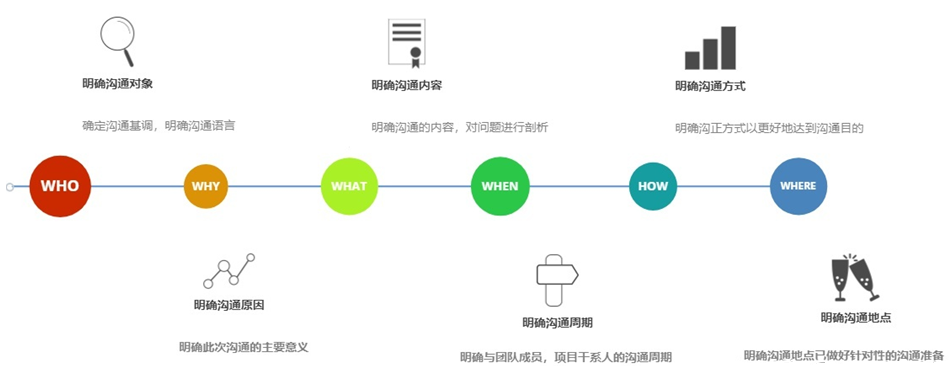 明确沟通对象
确定沟通基调，明确沟通语言
明确沟通内容
明确沟通的内容，对问题进行剖析
明确沟通方式
明确沟正方式以更好地达到沟通目的
WHO
WHY
WHAT
WHEN
HOW
WHERE
明确沟通原因
明确此次沟通的主要意义
明确沟通周期
明确与团队成员，项目干系人的沟通周期
明确沟通地点
明确沟通地点已做好针对性的沟通准备